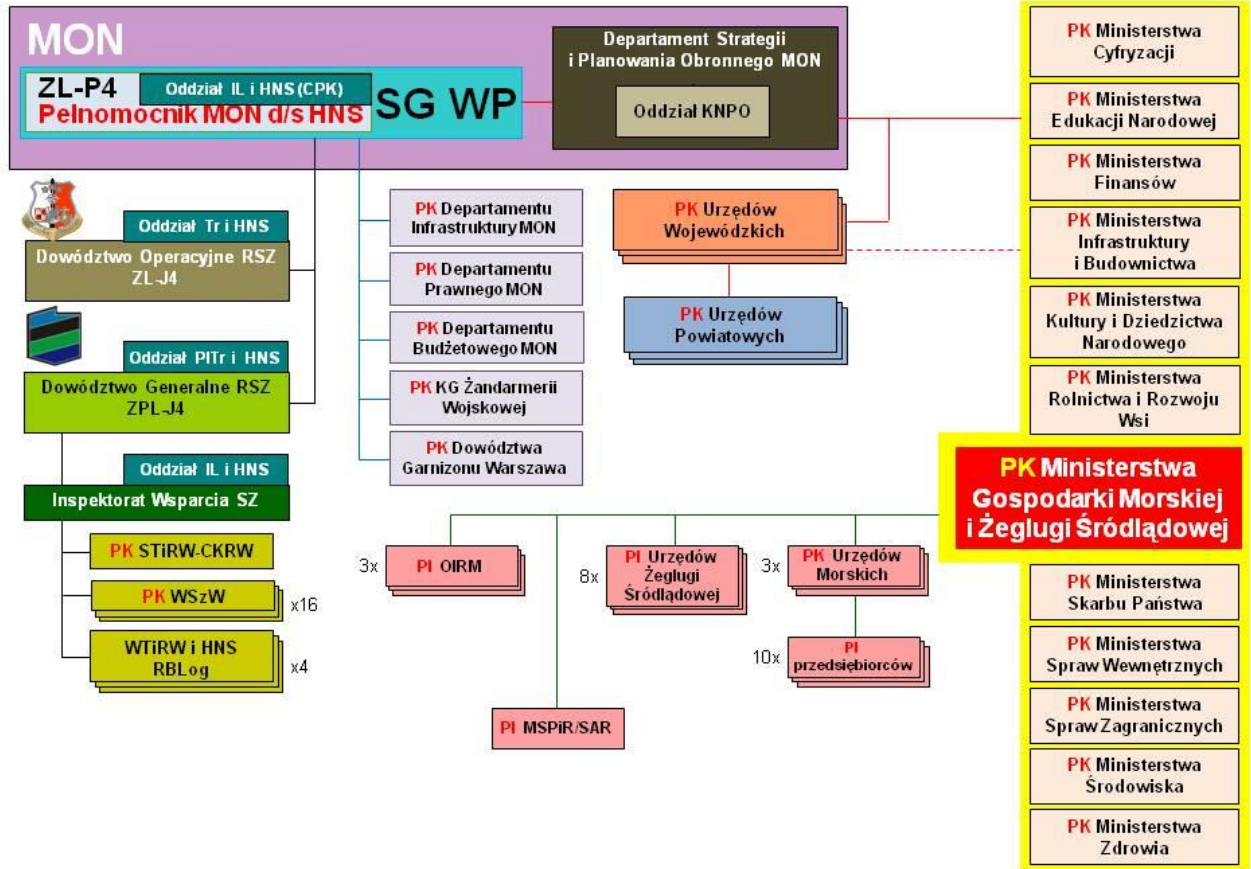 MON
ZL-P4
Oddział IL i HNS (CPK)
Pełnomocnik MON d/s HNS
SG WP
Departament Strategii
i Planowania Obronnego MON
Oddział KNPO
Oddział Tr i HNS
Dowództwo Operacyjne RSZ
ZL-J4
Oddział PlTr i HNS
Dowództwo Generalne RSZ
ZPL-J4
Oddział IL i HNS
Inspektorat Wsparcia SZ
PK STiRW-CKRW
PK WSzW
x16
WTiRW i HNS
RBLog
x4
PK Departamentu
Infrastruktury MON
PK Departamentu
Prawnego MON
PK Departamentu
Budżetowego MON
PK KG Żandarmerii
Wojskowej
PK Dowództwa
Garnizonu Warszawa
PK Urzędów
Wojewódzkich
PK Urzędów
Powiatowych
3x
PI OIRM
8x
PI Urzędów
Żeglugi
Śródlądowej
3x
PK Urzędów
Morskich
10x
PI
przedsiębiorców
PI MSPiR/SAR
PK Ministerstwa
Cyfryzacji
PK Ministerstwa
Edukacji Narodowej
PK Ministerstwa
Finansów
PK Ministerstwa
Infrastruktury
i Budownictwa
PK Ministerstwa
Kultury i Dziedzictwa
Narodowego
PK Ministerstwa
Rolnictwa i Rozwoju
Wsi
PK Ministerstwa
Gospodarki Morskiej
i Żeglugi Śródlądowej
PK Ministerstwa
Skarbu Państwa
PK Ministerstwa
Spraw Wewnętrznych
PK Ministerstwa
Spraw Zagranicznych
PK Ministerstwa
Środowiska
PK Ministerstwa
Zdrowia